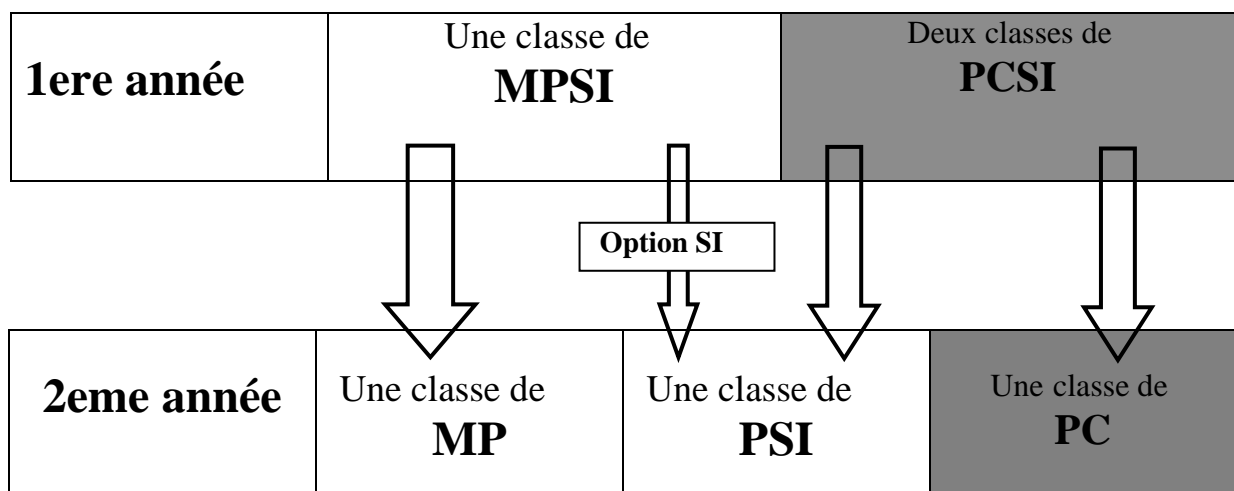 1ere année
Une classe de
MPSI
Deux classes de
PCSI
Option SI
2eme année
Une classe de
MP
Une classe de
PSI
Une classe de
PC